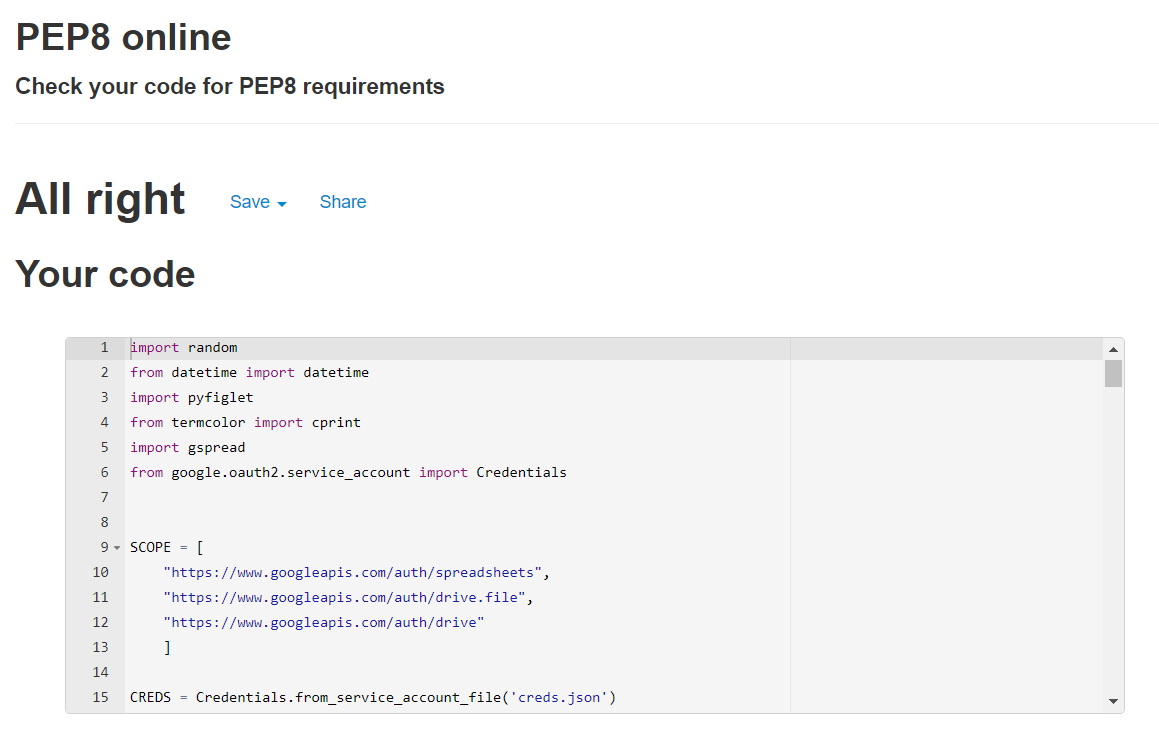 PEP8 online
Check your code for PEP8 requirements
All right Save Share
Your code
1 import random
2 from datetime import datetime
3 import pyfiglet
4 from termcolor import cprint
5 import gspread
6 from google.oauth2.service_account import Credentials
7
8
9 SCOPE = [
10     "https://www.googleapis.com/auth/spreadsheets",
11     "https://www.googleapis.com/auth/drive.file",
12     "https://www.googleapis.com/auth/drive"
13     ]
14
15 CREDS = Credentials.from_service_account_file('creds.json')